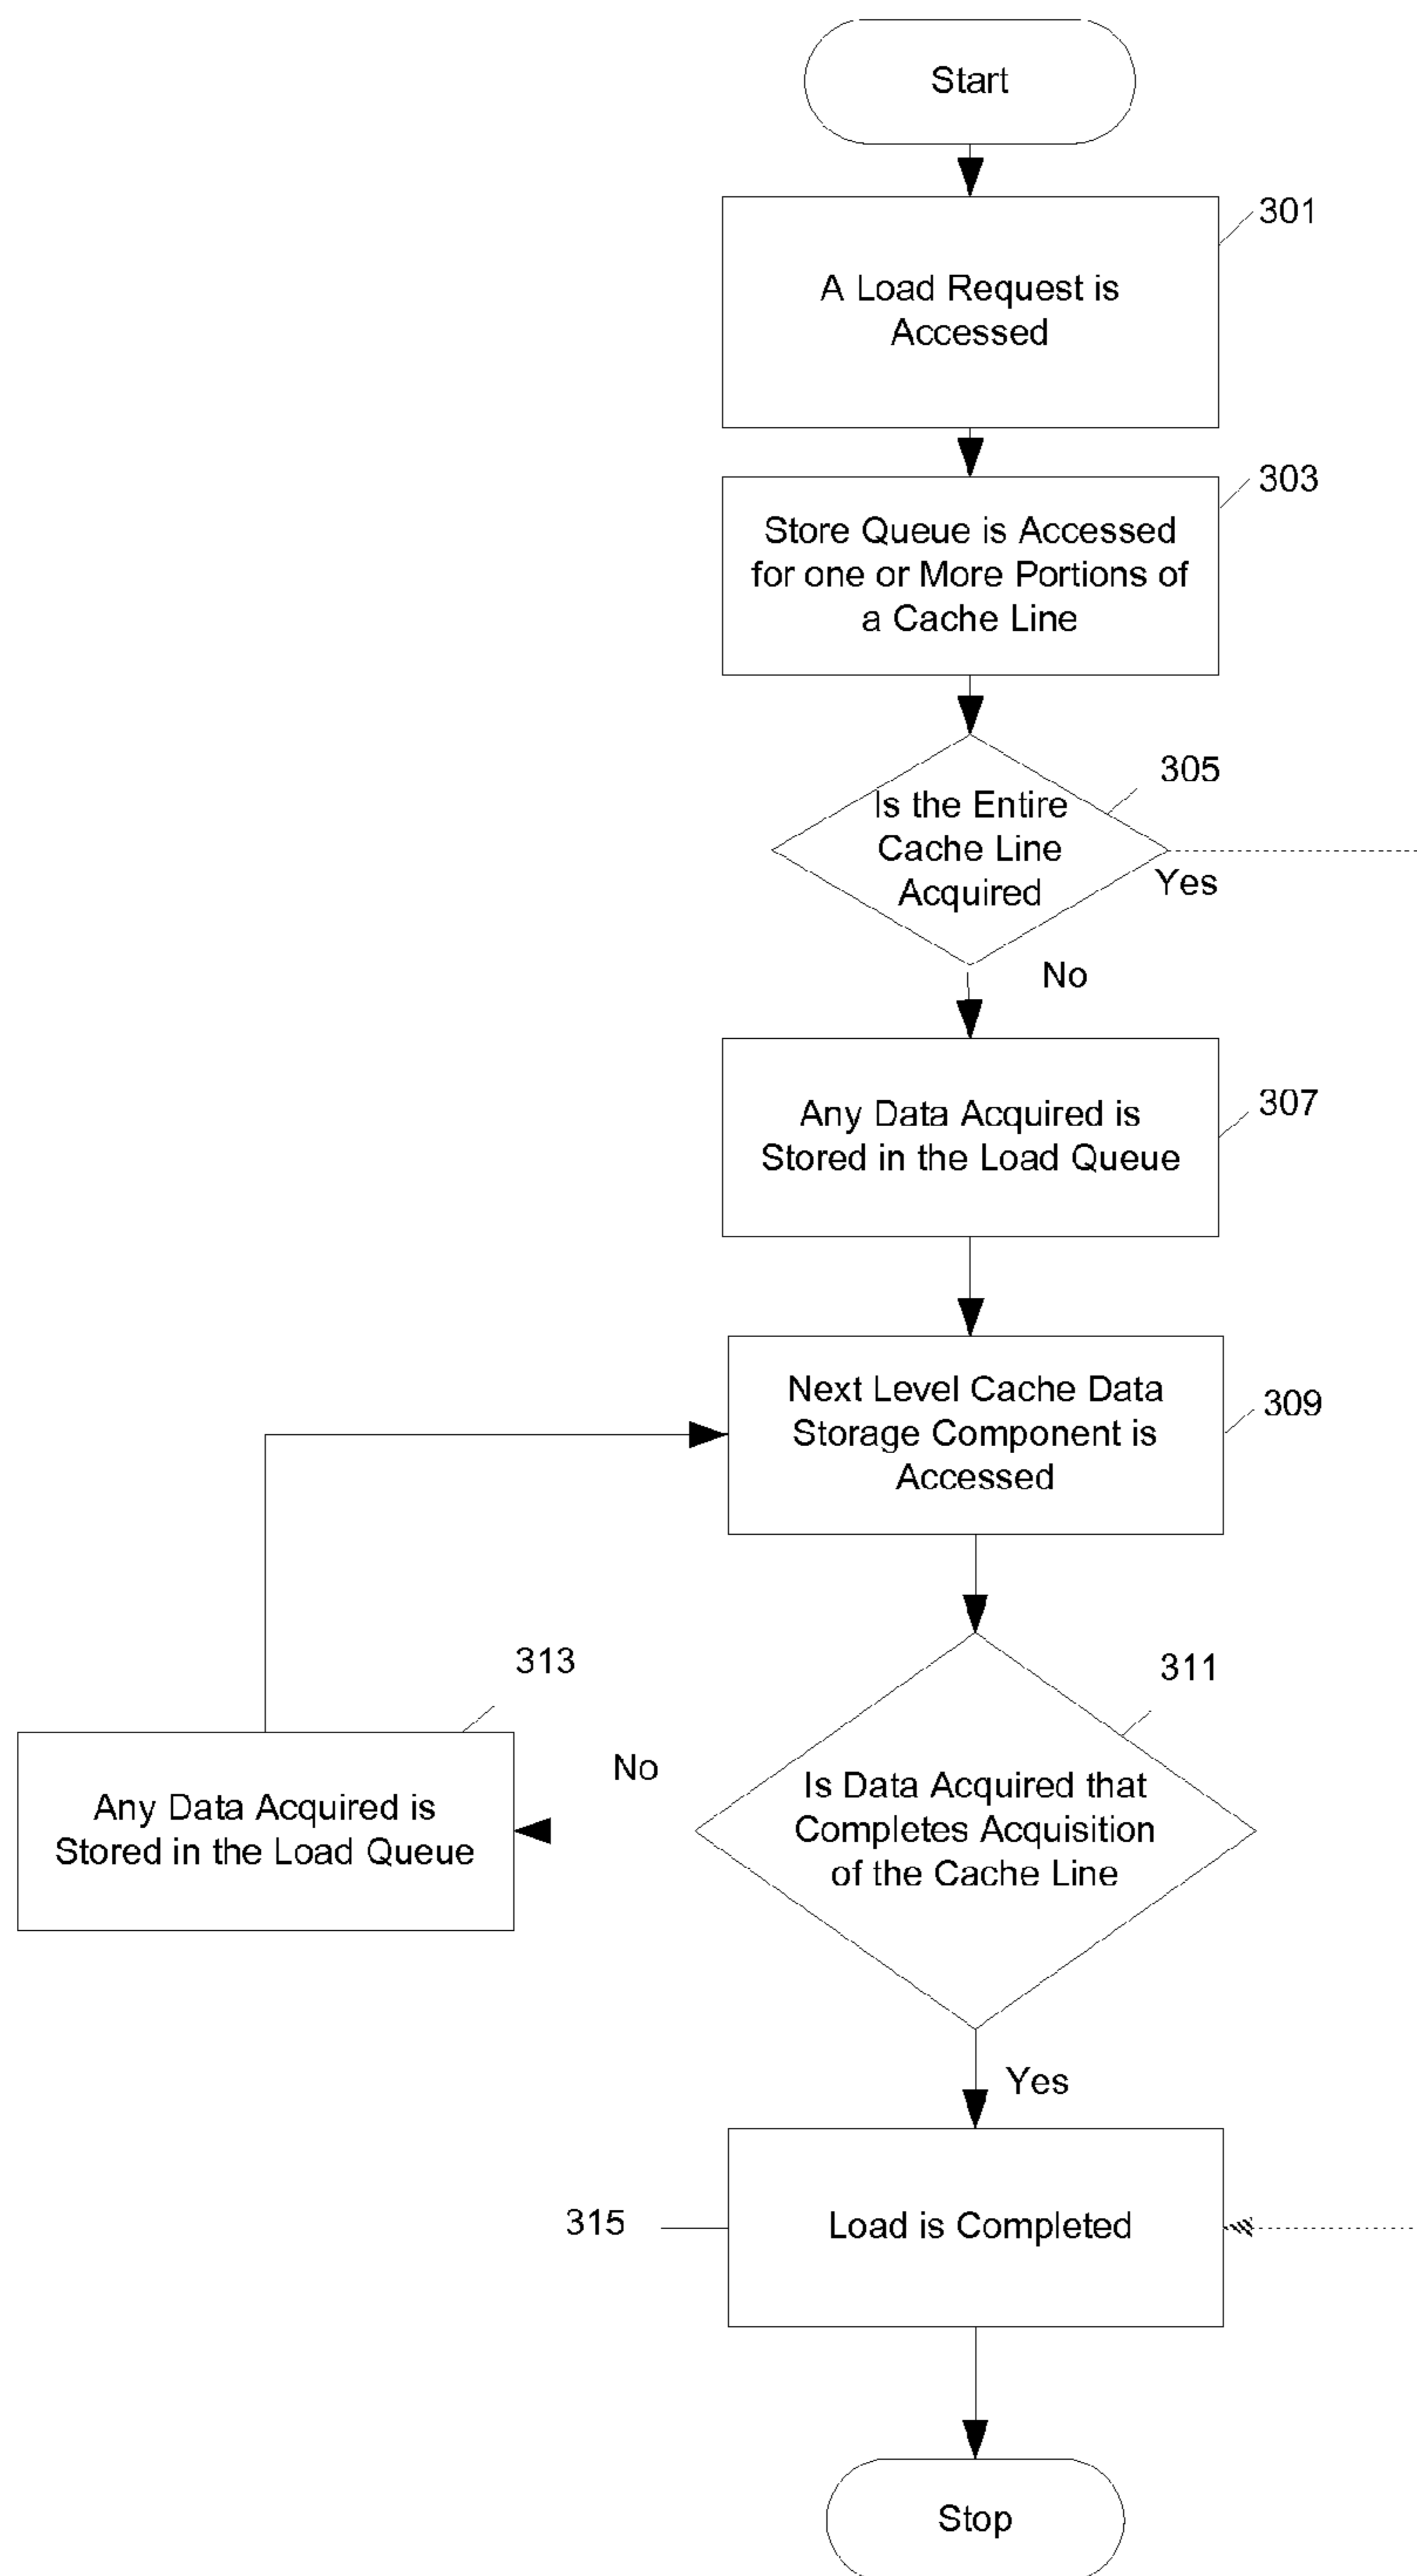 Start
301
A Load Request is
Accessed
303
Store Queue is Accessed
for one or More Portions of
a Cache Line
305
Is the Entire
Cache Line
Acquired
Yes
No
307
Any Data Acquired is
Stored in the Load Queue
309
Next Level Cache Data
Storage Component is
Accessed
313
311
No
Any Data Acquired is
Stored in the Load Queue
Is Data Acquired that
Completes Acquisition
of the Cache Line
Yes
315
Load is Completed
Stop